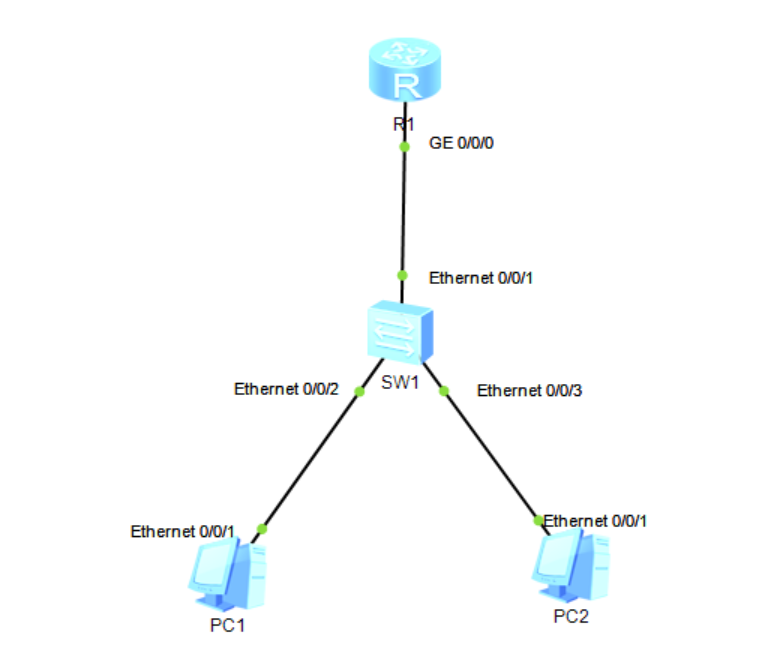 R
R1
GE 0/0/0
Ethernet 0/0/1
SW1
Ethernet 0/0/2
Ethernet 0/0/3
Ethernet 0/0/1
Ethernet 0/0/1
PC1
PC2